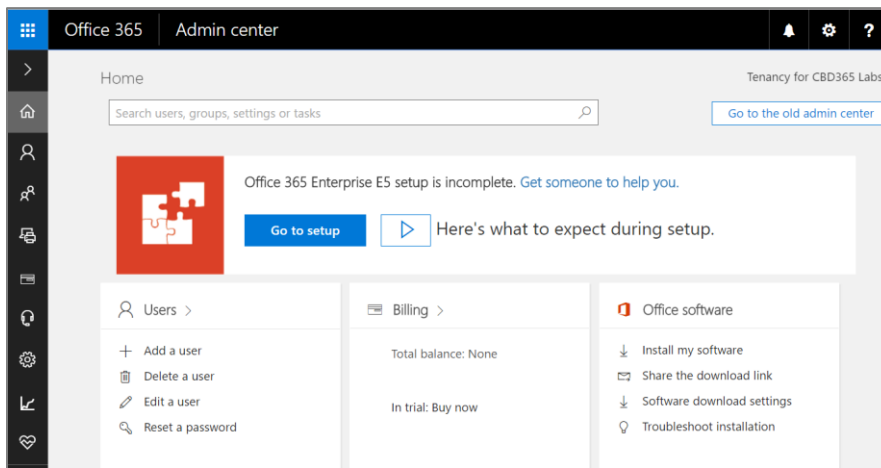 Office 365 Admin center
?
Home
Tenancy for CBD365 Labs
Search users, groups, settings or tasks
Go to the old admin center
Office 365 Enterprise E5 setup is incomplete. Get someone to help you.
Go to setup
Here's what to expect during setup.
Users >
Add a user
Delete a user
Edit a user
Reset a password
Billing >
Total balance: None
In trial: Buy now
Office software
Install my software
Share the download link
Software download settings
Troubleshoot installation